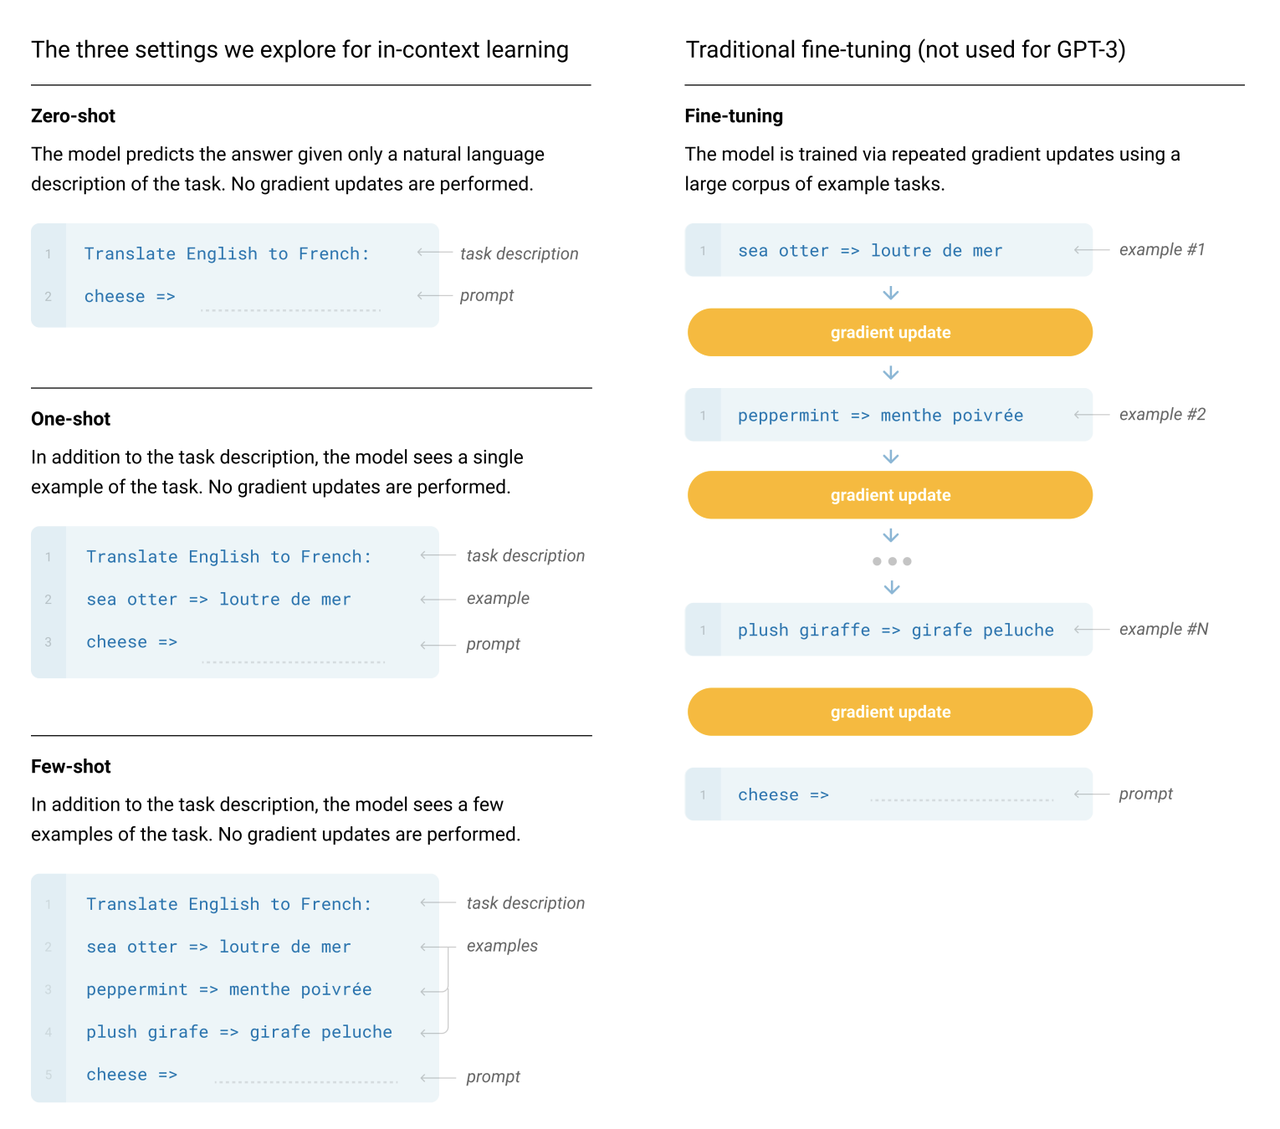 The three settings we explore for in-context learning
Zero-shot
The model predicts the answer given only a natural language
description of the task. No gradient updates are performed.
1 Translate English to French: task description
2 cheese => prompt
One-shot
In addition to the task description, the model sees a single
example of the task. No gradient updates are performed.
1 Translate English to French: task description
2 sea otter => loutre de mer example
3 cheese => prompt
Few-shot
In addition to the task description, the model sees a few
examples of the task. No gradient updates are performed.
1 Translate English to French: task description
2 sea otter => loutre de mer examples
3 peppermint => menthe poivrée
4 plush girafe => girafe peluche
5 cheese => prompt
Traditional fine-tuning (not used for GPT-3)
Fine-tuning
The model is trained via repeated gradient updates using a
large corpus of example tasks.
1 sea otter => loutre de mer example #1
gradient update
1 peppermint => menthe poivrée example #2
gradient update
1 plush giraffe => girafe peluche example #N
gradient update
1 cheese => prompt